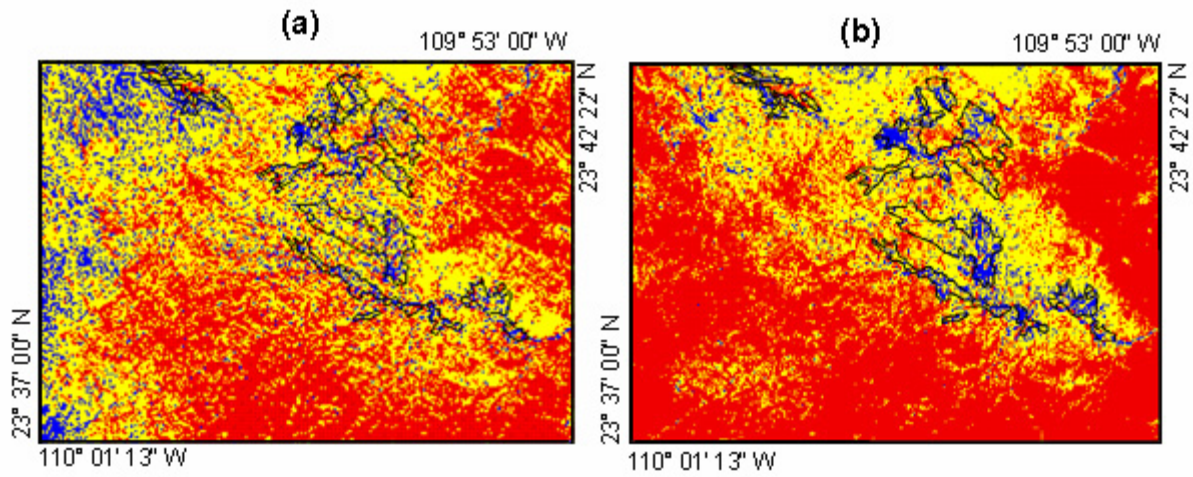 (a)
109° 53' 00" W
23° 42' 22" N
23° 37' 00" N
110° 01' 13" W
(b)
109° 53' 00" W
23° 42' 22" N
23° 37' 00" N
110° 01' 13" W